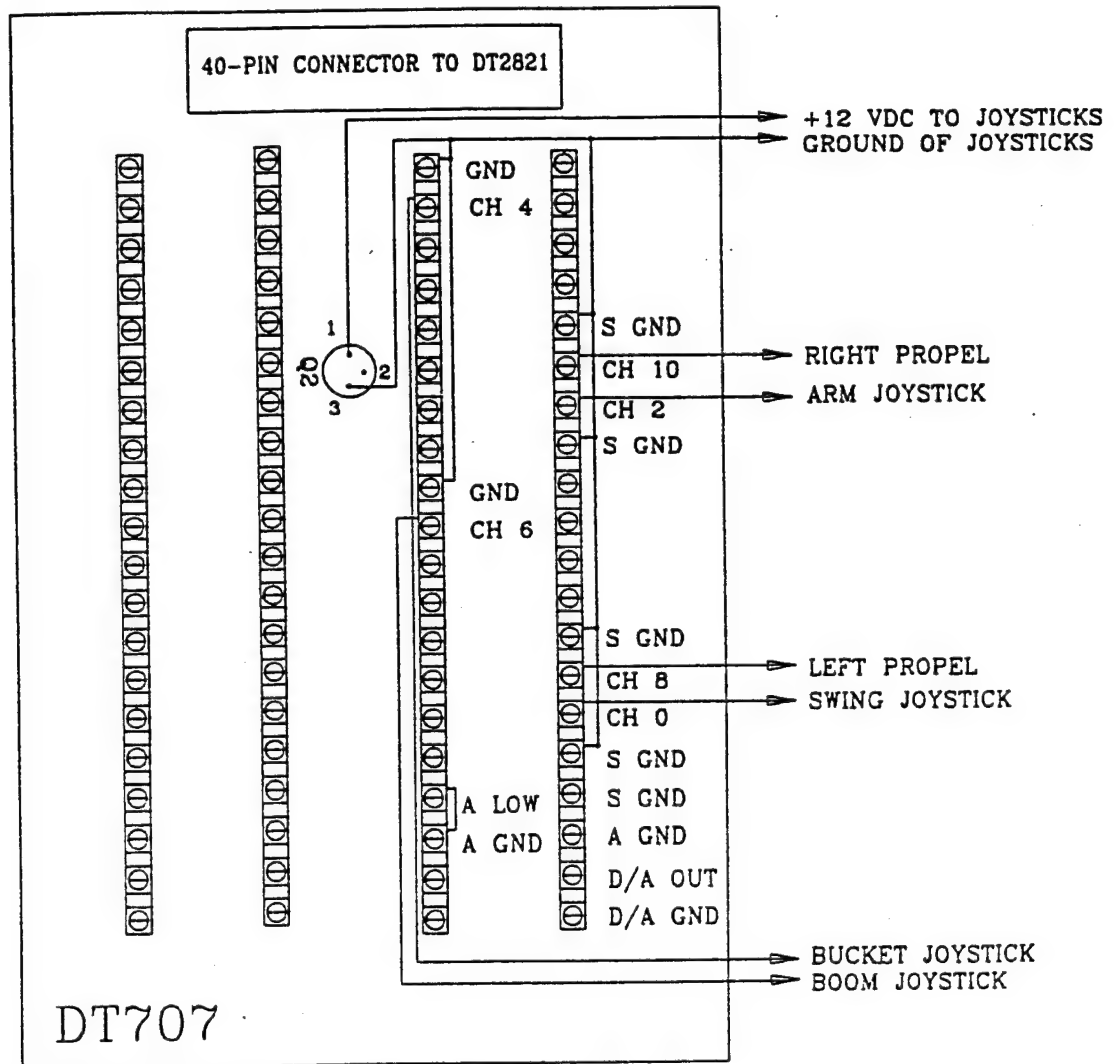 40-PIN CONNECTOR TO DT2821
+12 VDC TO JOYSTICKS
GROUND OF JOYSTICKS
GND
CH 4
1
Q2
2
3
S GND
CH 10
RIGHT PROPEL
CH 2
ARM JOYSTICK
S GND
GND
CH 6
S GND
CH 8
LEFT PROPEL
CH 0
SWING JOYSTICK
S GND
A LOW
S GND
A GND
A GND
D/A OUT
D/A GND
BUCKET JOYSTICK
BOOM JOYSTICK
DT707